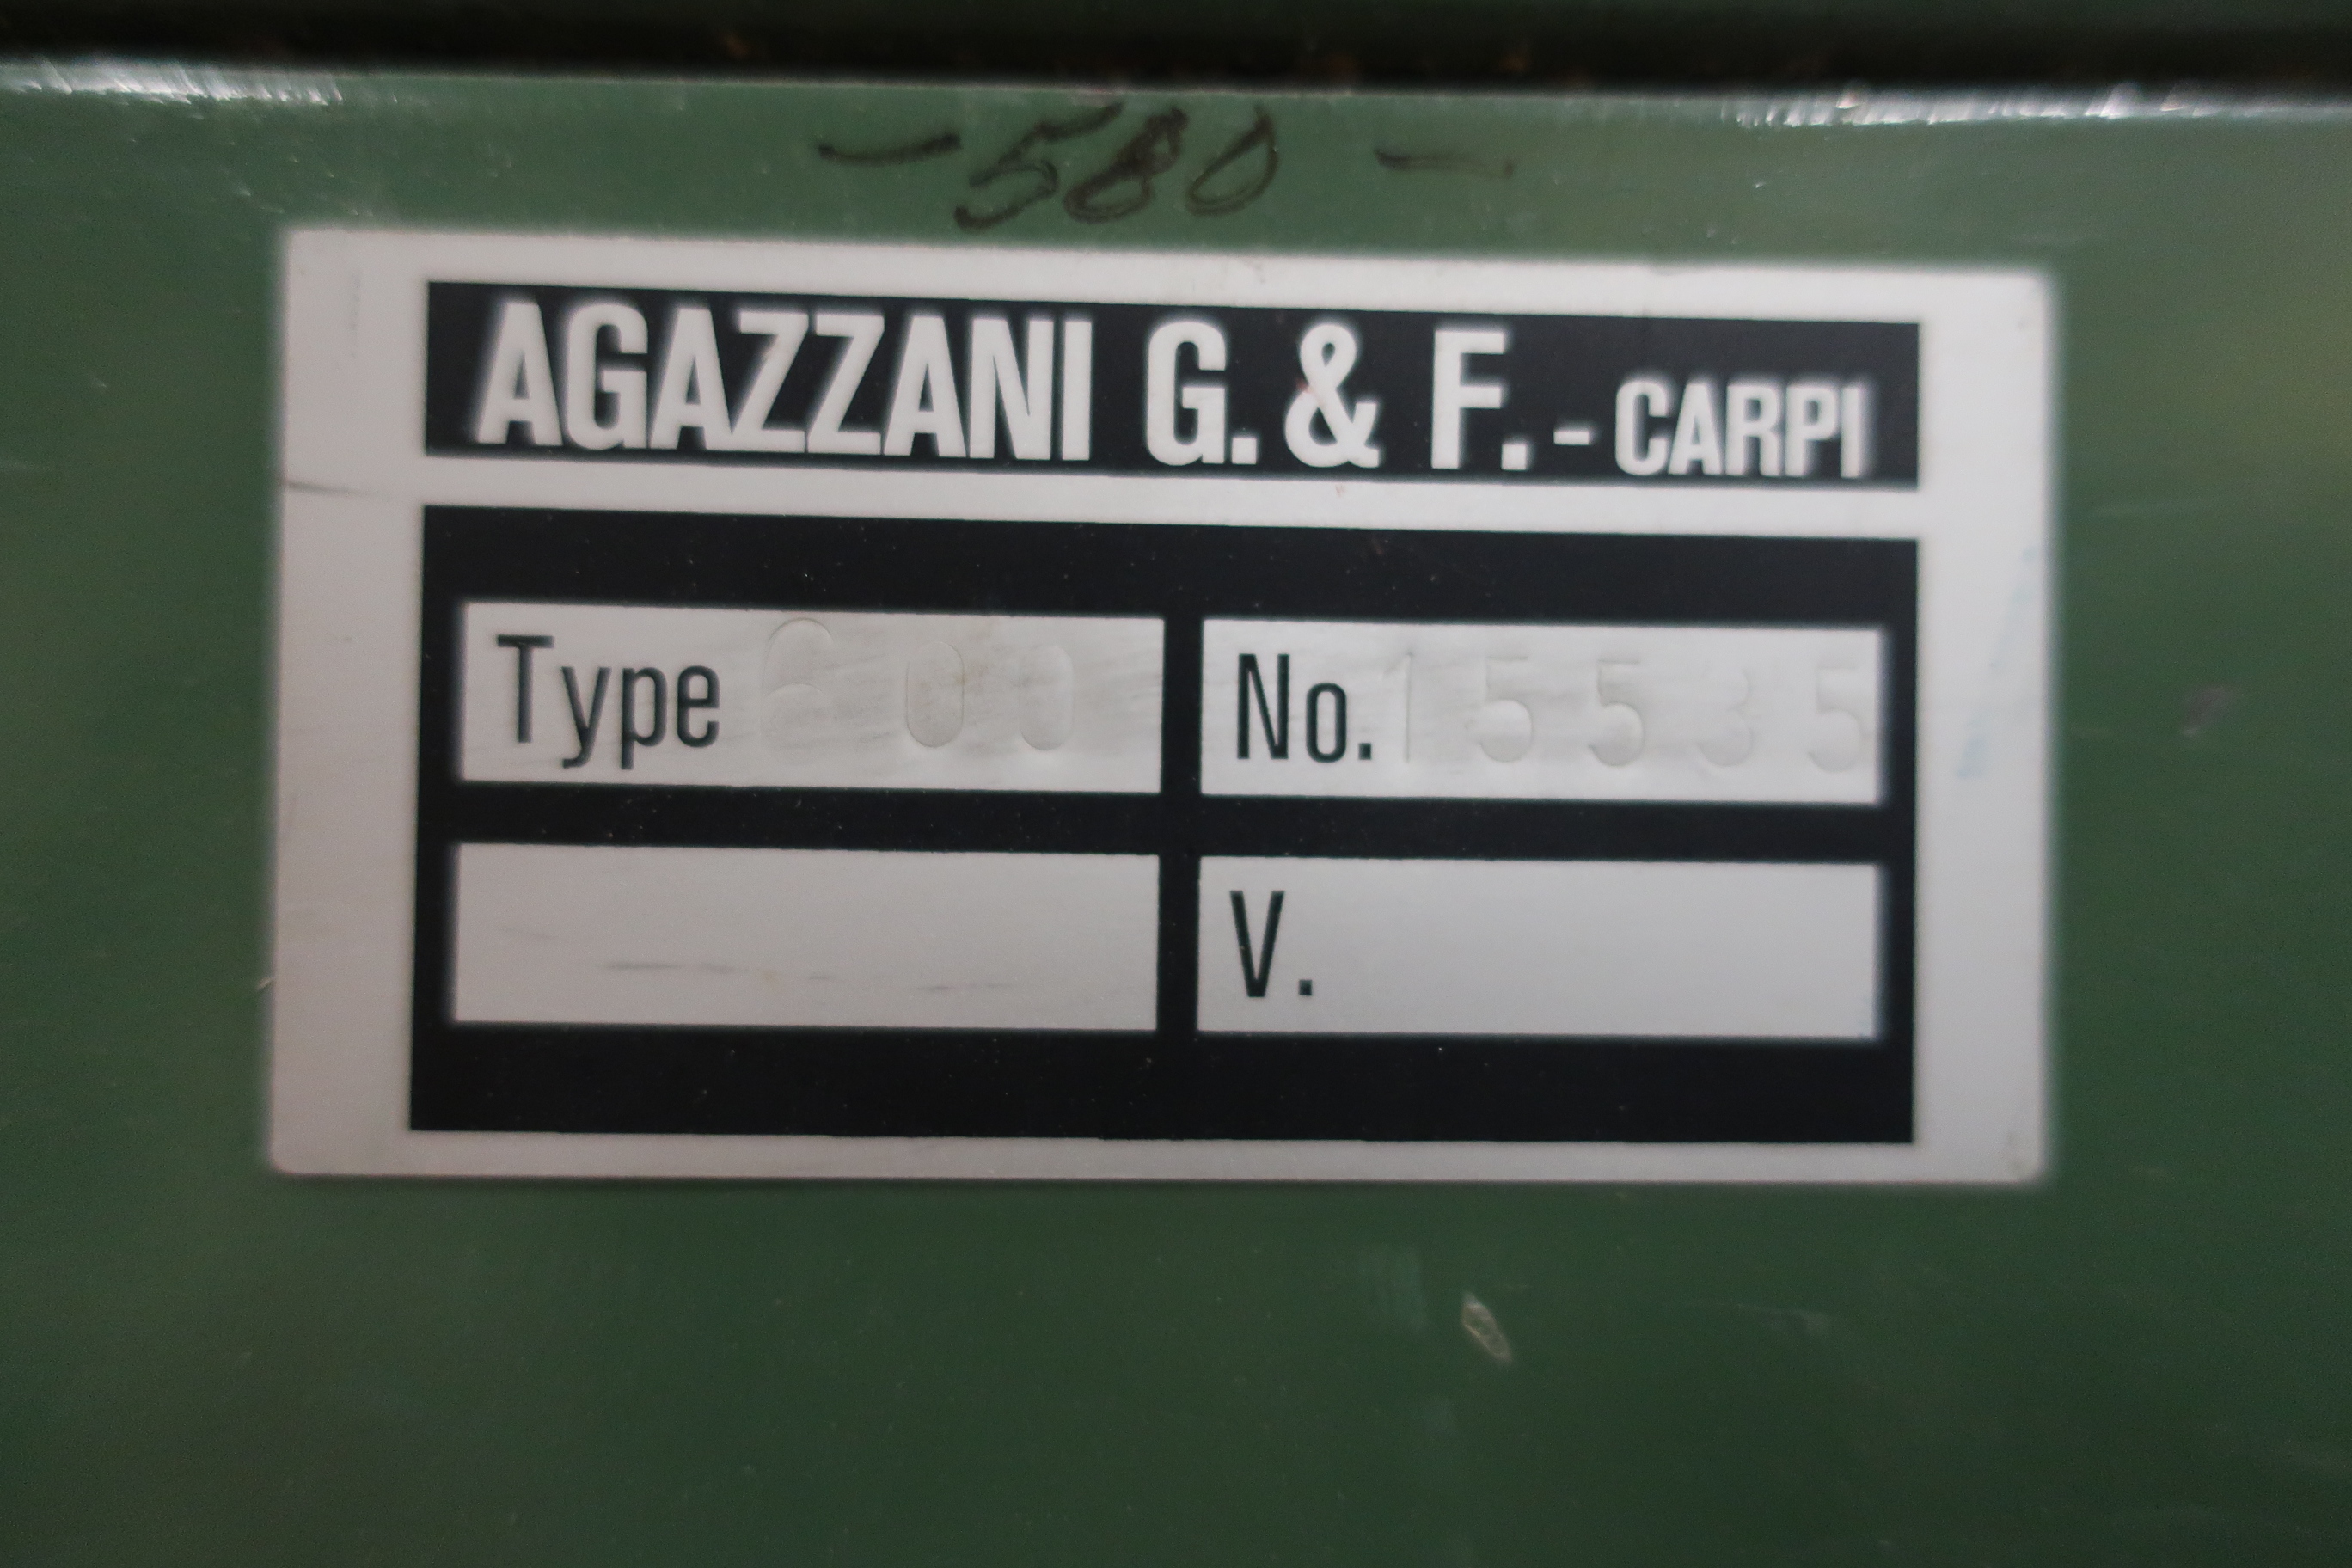 - 580 -
AGAZZANI G. & F. - CARPI
Type 600 No. 15535
V.